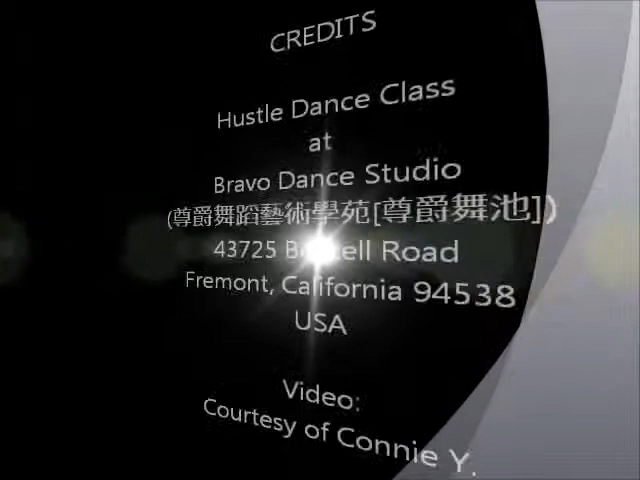 CREDITS
Hustle Dance Class
at
Bravo Dance Studio
(尊爵舞蹈藝術學苑[尊爵舞池])
43725 Road
Fremont, California 94538
USA
Video:
Courtesy of Connie Y.